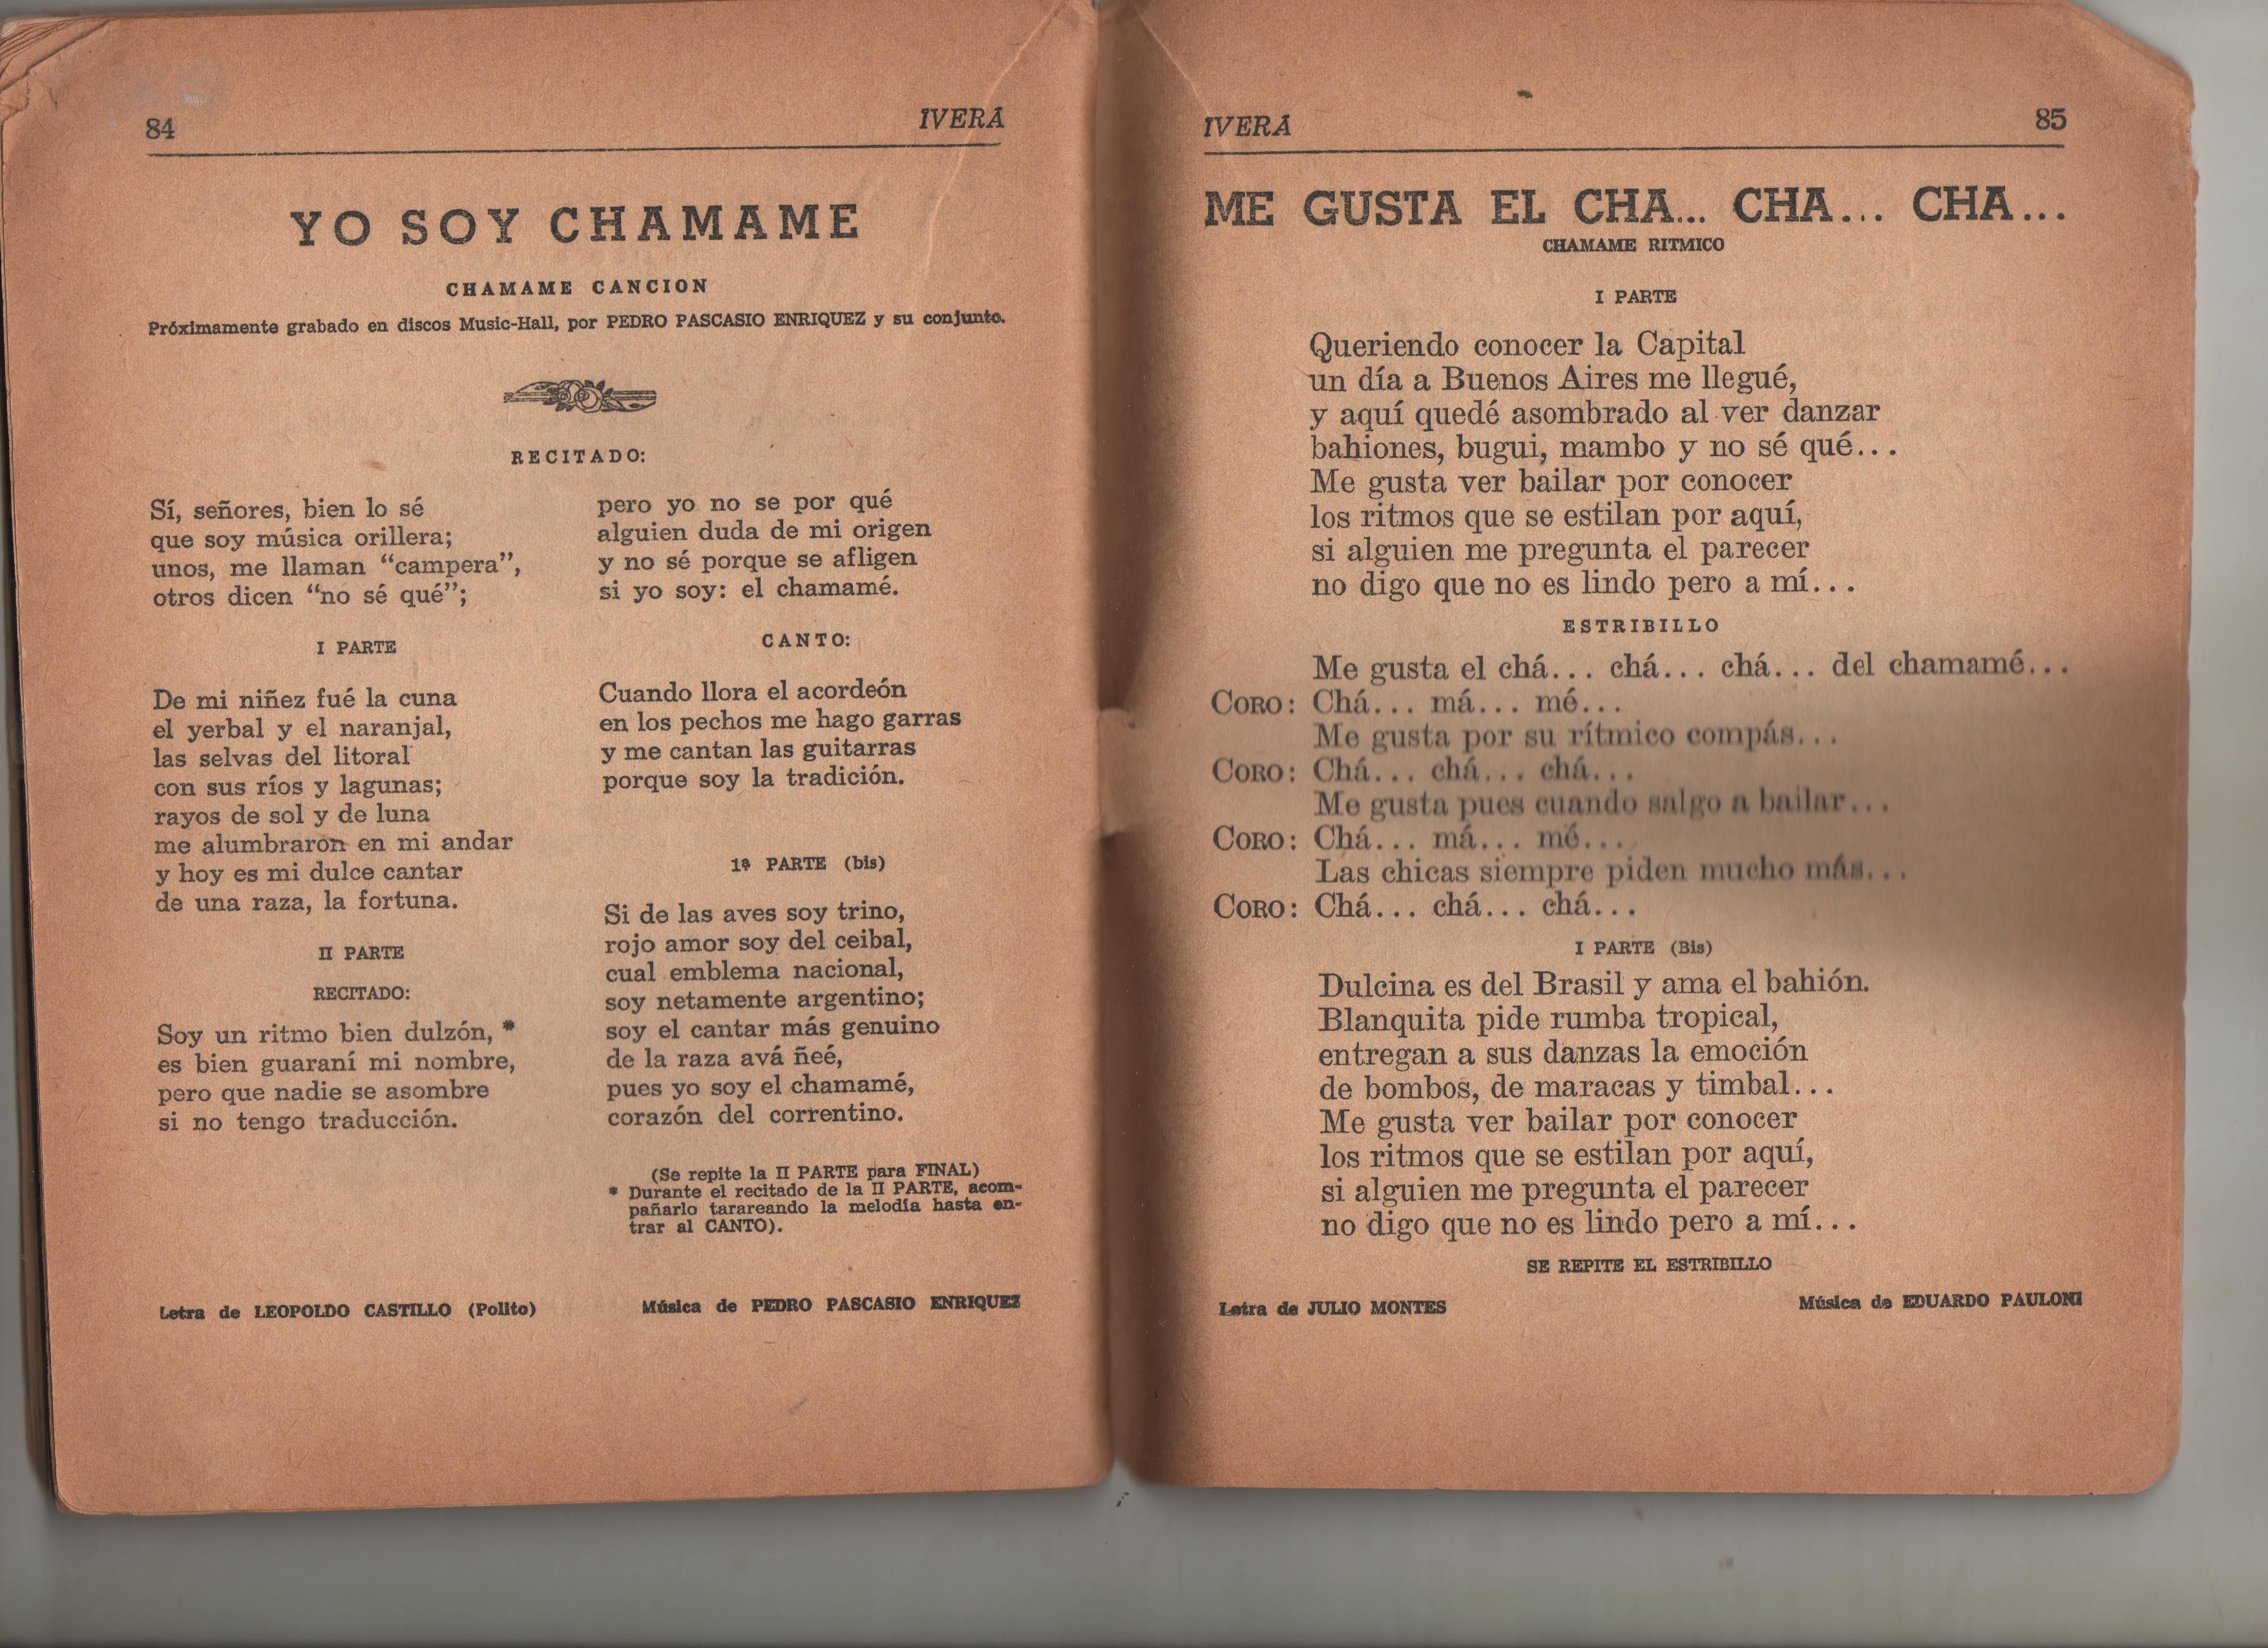 84
IVERÁ
YO SOY CHAMAME
CHAMAME CANCION
Próximamente grabado en discos Music-Hall, por PEDRO PASCASIO ENRIQUEZ y su conjunto.
RECITADO:
Sí, señores, bien lo sé
que soy música orillera;
unos, me llaman “campera”,
otros dicen “no sé qué”;
I PARTE
De mi niñez fué la cuna
el yerbal y el naranjal,
las selvas del litoral
con sus ríos y lagunas;
rayos de sol y de luna
me alumbraron en mi andar
y hoy es mi dulce cantar
de una raza, la fortuna.
II PARTE
RECITADO:
Soy un ritmo bien dulzón, *
es bien guaraní mi nombre,
pero que nadie se asombre
si no tengo traducción.
pero yo no se por qué
alguien duda de mi origen
y no sé porque se afligen
si yo soy: el chamamé.
CANTO:
Cuando llora el acordeón
en los pechos me hago garras
y me cantan las guitarras
porque soy la tradición.
1ª PARTE (bis)
Si de las aves soy trino,
rojo amor soy del ceibal,
cual emblema nacional,
soy netamente argentino;
soy el cantar más genuino
de la raza avá ñeé,
pues yo soy el chamamé,
corazón del correntino.
(Se repite la II PARTE para FINAL)
* Durante el recitado de la II PARTE, acom-
pañarlo tarareando la melodía hasta en-
trar al CANTO).
Letra de LEOPOLDO CASTILLO (Polito)
Música de PEDRO PASCASIO ENRIQUEZ
IVERÁ
85
ME GUSTA EL CHA... CHA... CHA...
CHAMAME RITMICO
I PARTE
Queriendo conocer la Capital
un día a Buenos Aires me llegué,
y aquí quedé asombrado al ver danzar
bahiones, bugui, mambo y no sé qué...
Me gusta ver bailar por conocer
los ritmos que se estilan por aquí,
si alguien me pregunta el parecer
no digo que no es lindo pero a mí...
ESTRIBILLO
Me gusta el chá... chá... chá... del chamamé...
CORO: Chá... má... mé...
Me gusta por su rítmico compás...
CORO: Chá... chá... chá...
Me gusta pues cuando salgo a bailar...
CORO: Chá... má... mé...
Las chicas siempre piden mucho más...
CORO: Chá... chá... chá...
I PARTE (Bis)
Dulcina es del Brasil y ama el bahión.
Blanquita pide rumba tropical,
entregan a sus danzas la emoción
de bombos, de maracas y timbal...
Me gusta ver bailar por conocer
los ritmos que se estilan por aquí,
si alguien me pregunta el parecer
no digo que no es lindo pero a mí...
SE REPITE EL ESTRIBILLO
Letra de JULIO MONTES
Música de EDUARDO PAULONI